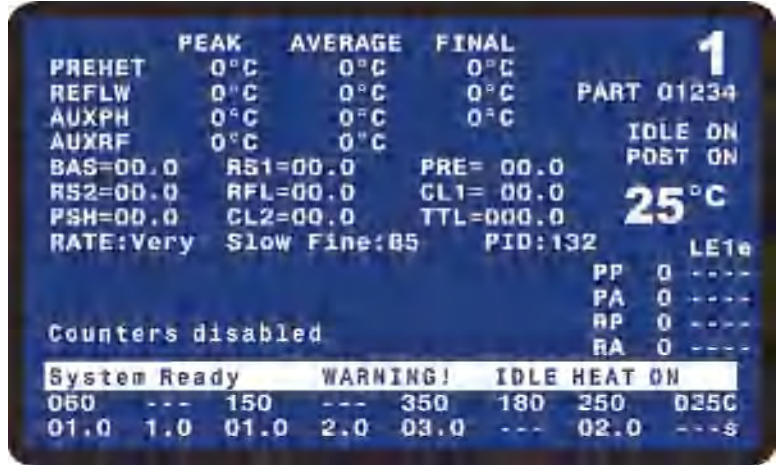 PEAK AVERAGE FINAL 1
PREHET 0°C 0°C 0°C
REFLW 0°C 0°C 0°C PART 01234
AUXPH 0°C 0°C 0°C
IDLE ON
AUXRF 0°C 0°C
POST ON
BAS=00.0 RS1=00.0 PRE= 00.0
RS2=00.0 RFL=00.0 CL1= 00.0
25°C
PSH=00.0 CL2=00.0 TTL=000.0
RATE:Very Slow Fine:85 PID:132
LE1e
PP 0 ----
PA 0 ----
RP 0 ----
Counters disabled
RA 0 ----
System Ready WARNING! IDLE HEAT ON
060 --- 150 --- 350 180 250 025C
01.0 1.0 01.0 2.0 03.0 --- 02.0 ---s